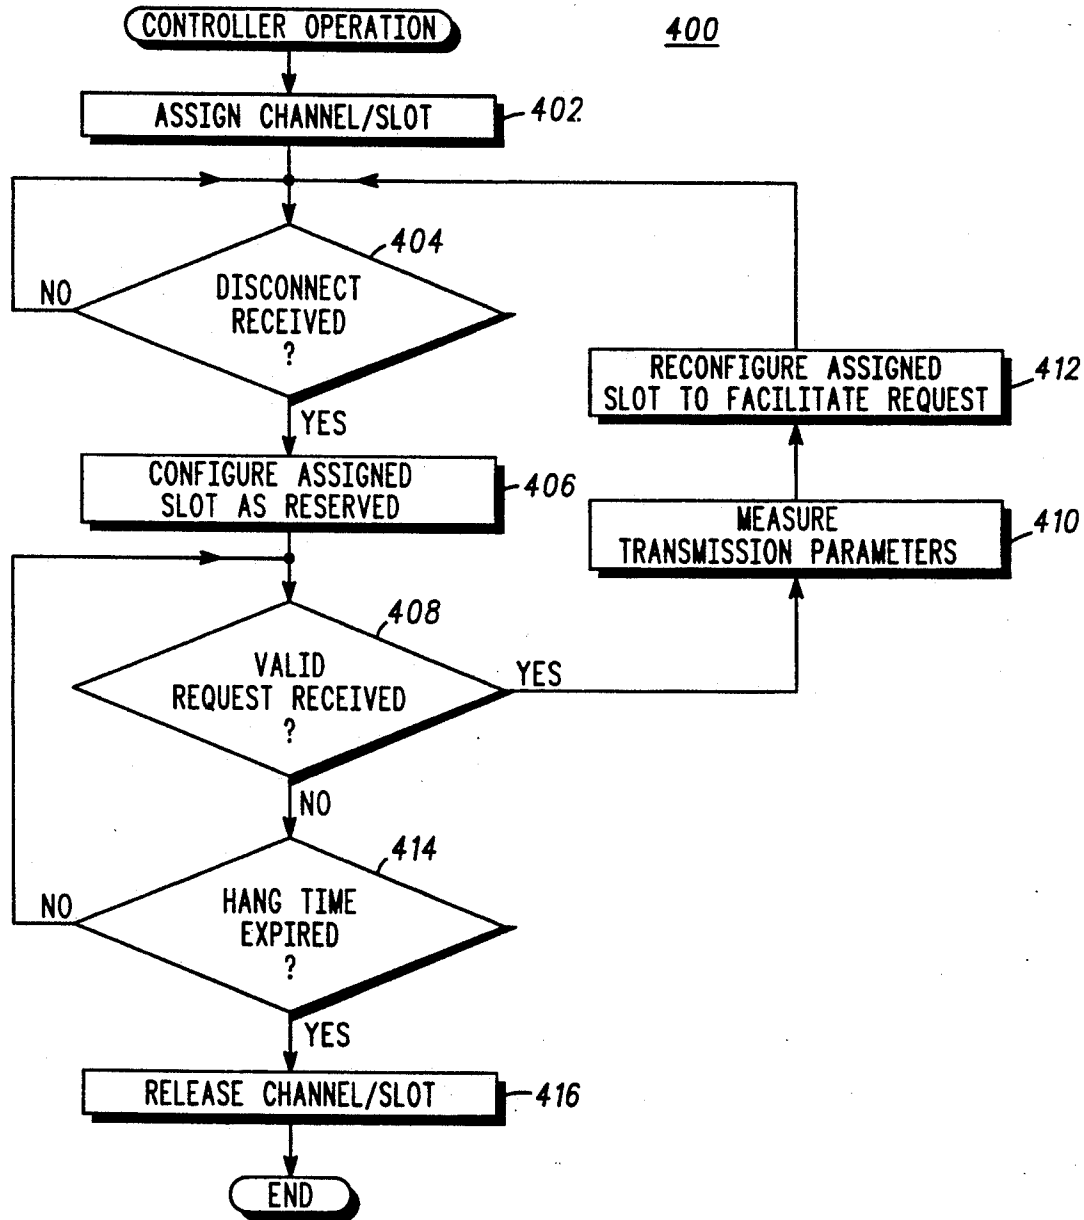 CONTROLLER OPERATION
400
ASSIGN CHANNEL/SLOT
402
404
NO
DISCONNECT
RECEIVED
?
YES
RECONFIGURE ASSIGNED
SLOT TO FACILITATE REQUEST
412
CONFIGURE ASSIGNED
SLOT AS RESERVED
406
MEASURE
TRANSMISSION PARAMETERS
410
408
VALID
REQUEST RECEIVED
?
YES
NO
414
NO
HANG TIME
EXPIRED
?
YES
RELEASE CHANNEL/SLOT
416
END